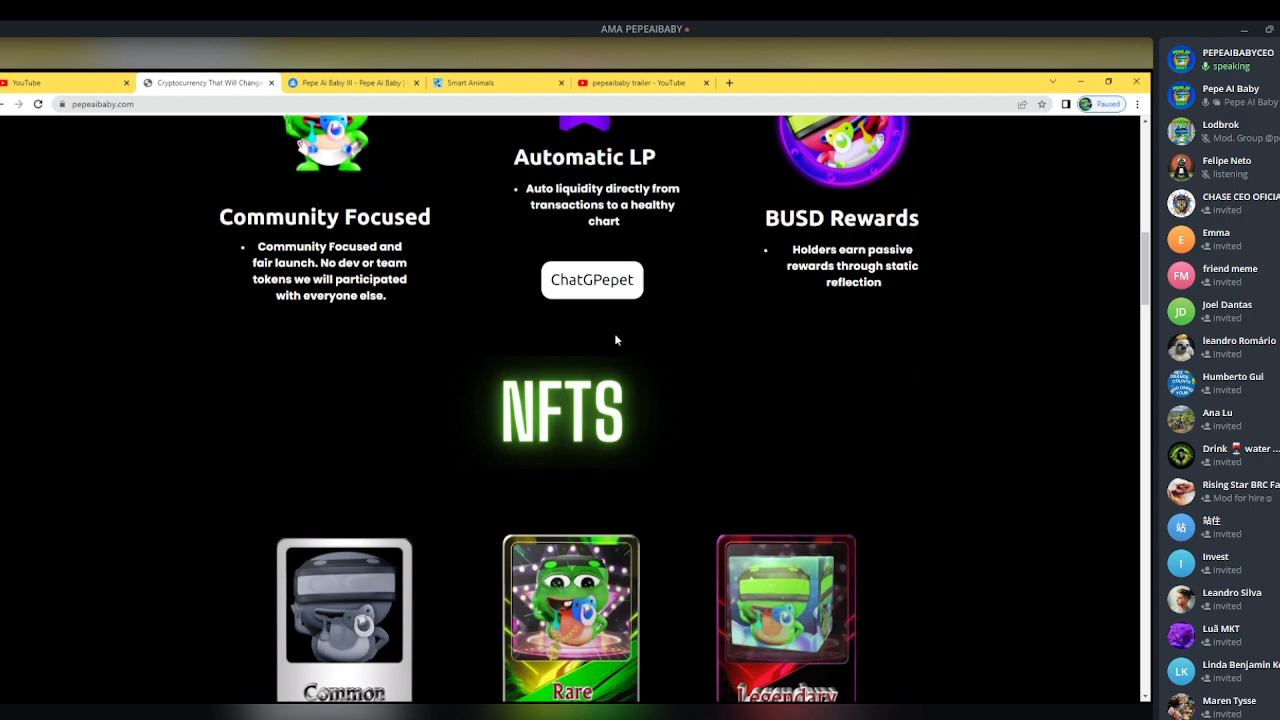 AMA PEPEAIBABY
YouTube
Cryptocurrency That Will Change
Pepe Ai Baby III - Pepe Ai Baby |
Smart Animals
pepeaibaby trailer - YouTube
pepeaibaby.com
Paused
Community Focused
Community Focused and
fair launch. No dev or team
tokens we will participated
with everyone else.
Automatic LP
Auto liquidity directly from
transactions to a healthy
chart
ChatGPepet
BUSD Rewards
Holders earn passive
rewards through static
reflection
NFTS
Common
Rare
Legendary
PEPEAIBABYCEO
speaking
Pepe AI Baby
Pepe AI Baby
Lodbrok
Mod. Group @
Felipe Beto
listening
CHASE CEO OFICIA
invited
E
Emma
invited
FM
friend meme
invited
JD
Joel Dantas
invited
leandro Romário
invited
Humberto Gui
invited
Ana Lu
invited
Drink water ...
invited
Rising Star BRC Fa
Mod for hire
站
站住
invited
I
Invest
invited
Leandro Silva
invited
Luã MKT
invited
LK
Linda Benjamin K
invited
Maren Tysse
invited